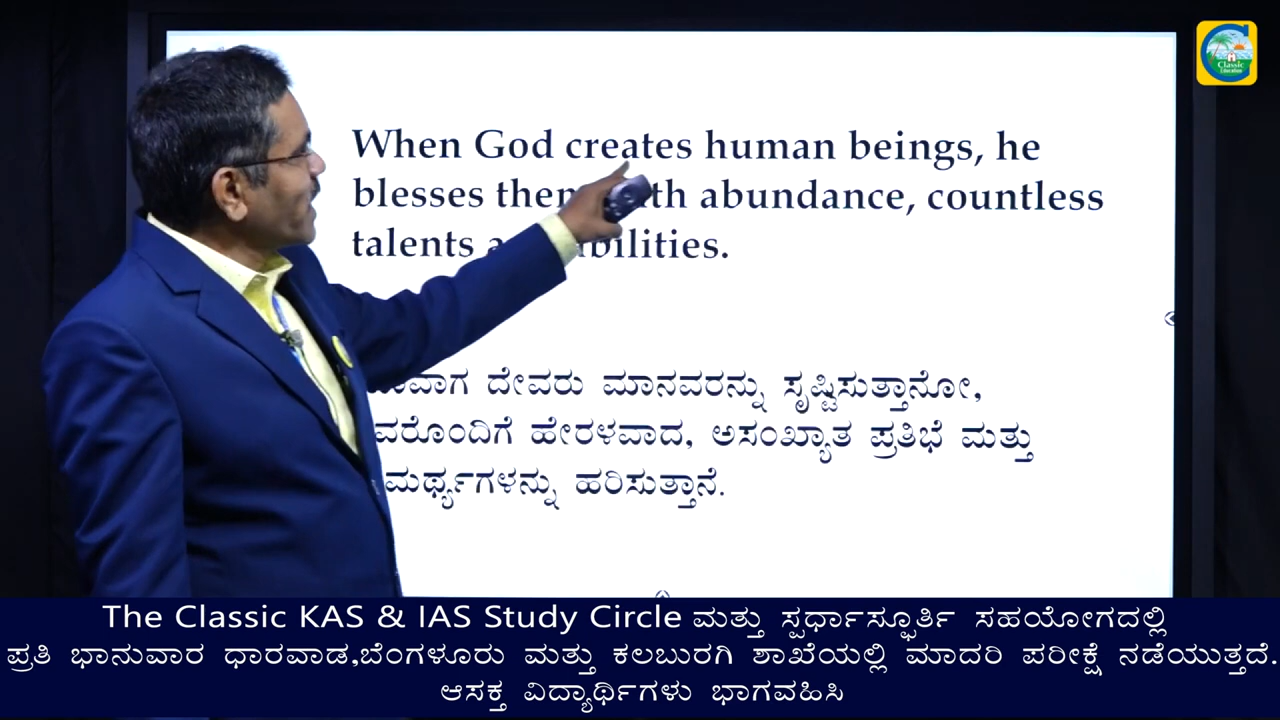 Classic
Education
When God creates human beings, he
blesses abundance, countless
talents
ದೇವರು ಮಾನವರನ್ನು ಸೃಷ್ಟಿಸುತ್ತಾನೋ,
ಹೇರಳವಾದ, ಅಸಂಖ್ಯಾತ ಪ್ರತಿಭೆ ಮತ್ತು
ಹರಿಸುತ್ತಾನೆ.
The Classic KAS & IAS Study Circle ಮತ್ತು ಸ್ಪರ್ಧಾಸ್ಫೂರ್ತಿ ಸಹಯೋಗದಲ್ಲಿ
ಪ್ರತಿ ಭಾನುವಾರ ಧಾರವಾಡ,ಬೆಂಗಳೂರು ಮತ್ತು ಕಲಬುರಗಿ ಶಾಖೆಯಲ್ಲಿ ಮಾದರಿ ಪರೀಕ್ಷೆ ನಡೆಯುತ್ತದೆ.
ಆಸಕ್ತ ವಿದ್ಯಾರ್ಥಿಗಳು ಭಾಗವಹಿಸಿ